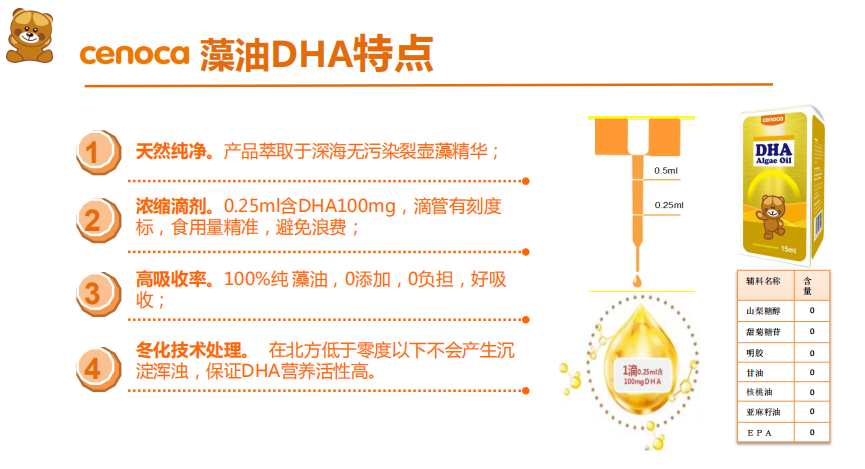 cenoca 藻油DHA特点
1
天然纯净。产品萃取于深海无污染裂壶藻精华；
2
浓缩滴剂。0.25ml含DHA100mg，滴管有刻度
标，食用量精准，避免浪费；
3
高吸收率。100%纯 藻油，0添加，0负担，好吸
收；
4
冬化技术处理。 在北方低于零度以下不会产生沉
淀浑浊，保证DHA营养活性高。
0.5ml
0.25ml
1滴0.25ml含
100mgDHA
cenoca
DHA
Algae Oil
15ml
辅料名称 含量
山梨糖醇 0
甜菊糖苷 0
明胶 0
甘油 0
核桃油 0
亚麻籽油 0
EPA 0